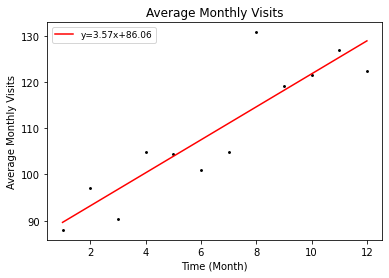 Average Monthly Visits
y=3.57x+86.06
130
120
110
100
90
Average Monthly Visits
2 4 6 8 10 12
Time (Month)